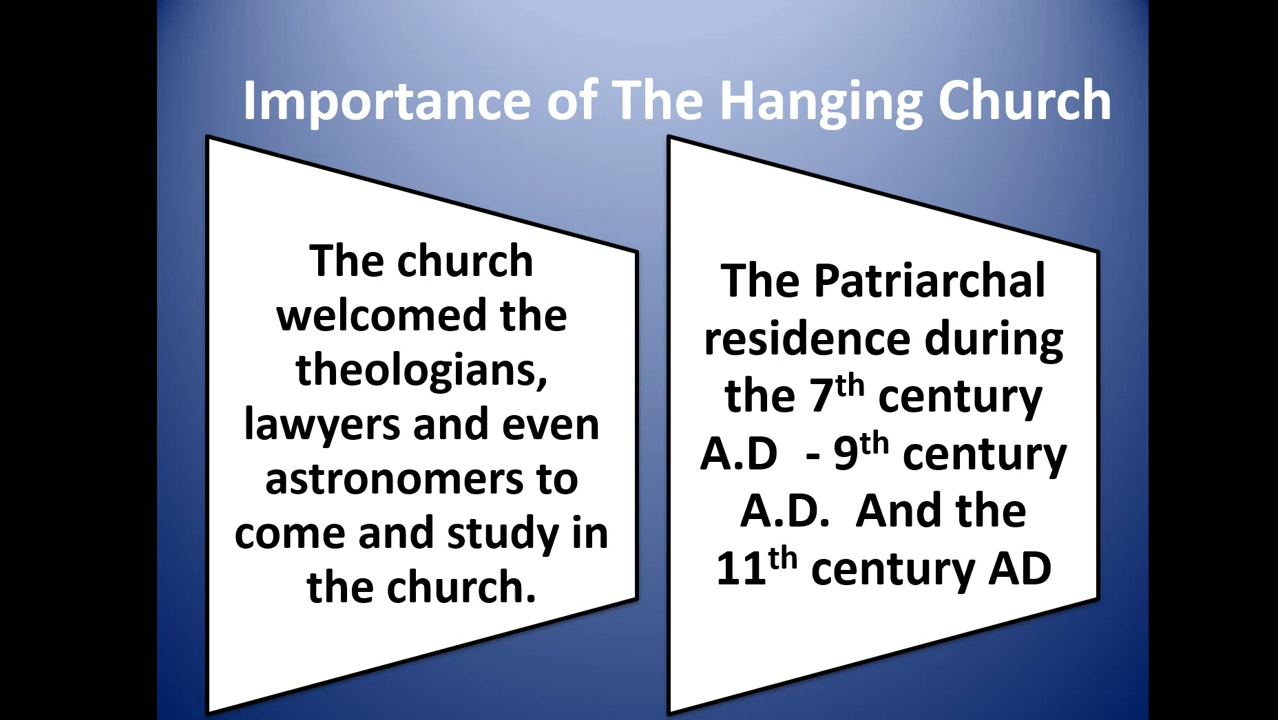 Importance of The Hanging Church
The church
welcomed the
theologians,
lawyers and even
astronomers to
come and study in
the church.
The Patriarchal
residence during
the 7th century
A.D  - 9th century
A.D.  And the
11th century AD